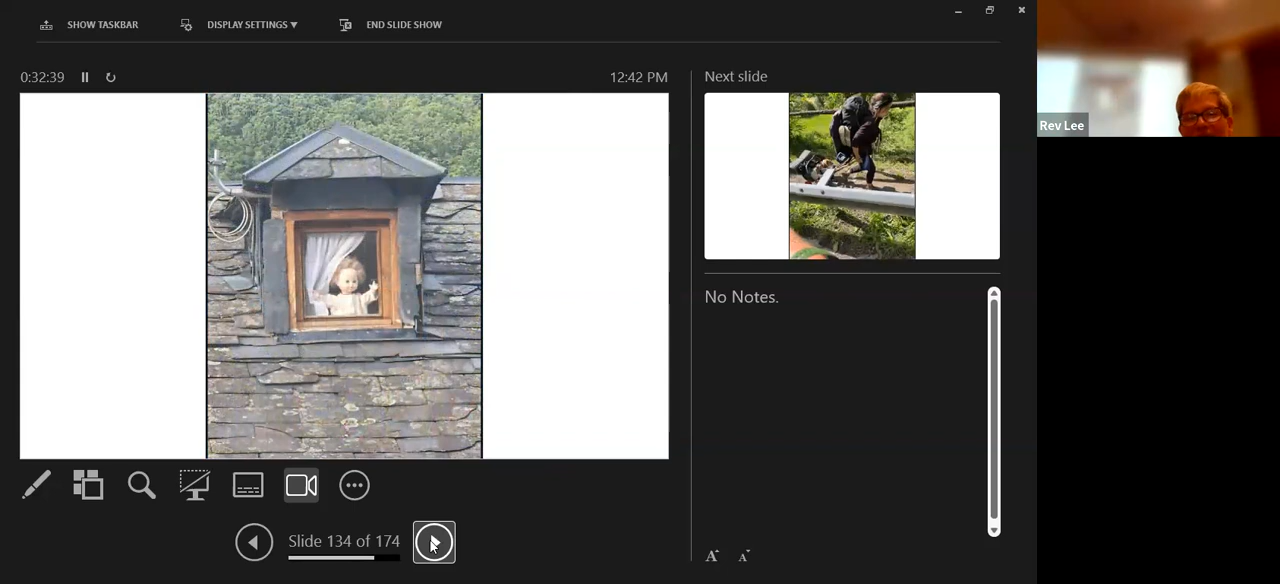 SHOW TASKBAR
DISPLAY SETTINGS ▼
END SLIDE SHOW
0:32:39
12:42 PM
Next slide
No Notes.
Slide 134 of 174
A
A
Rev Lee